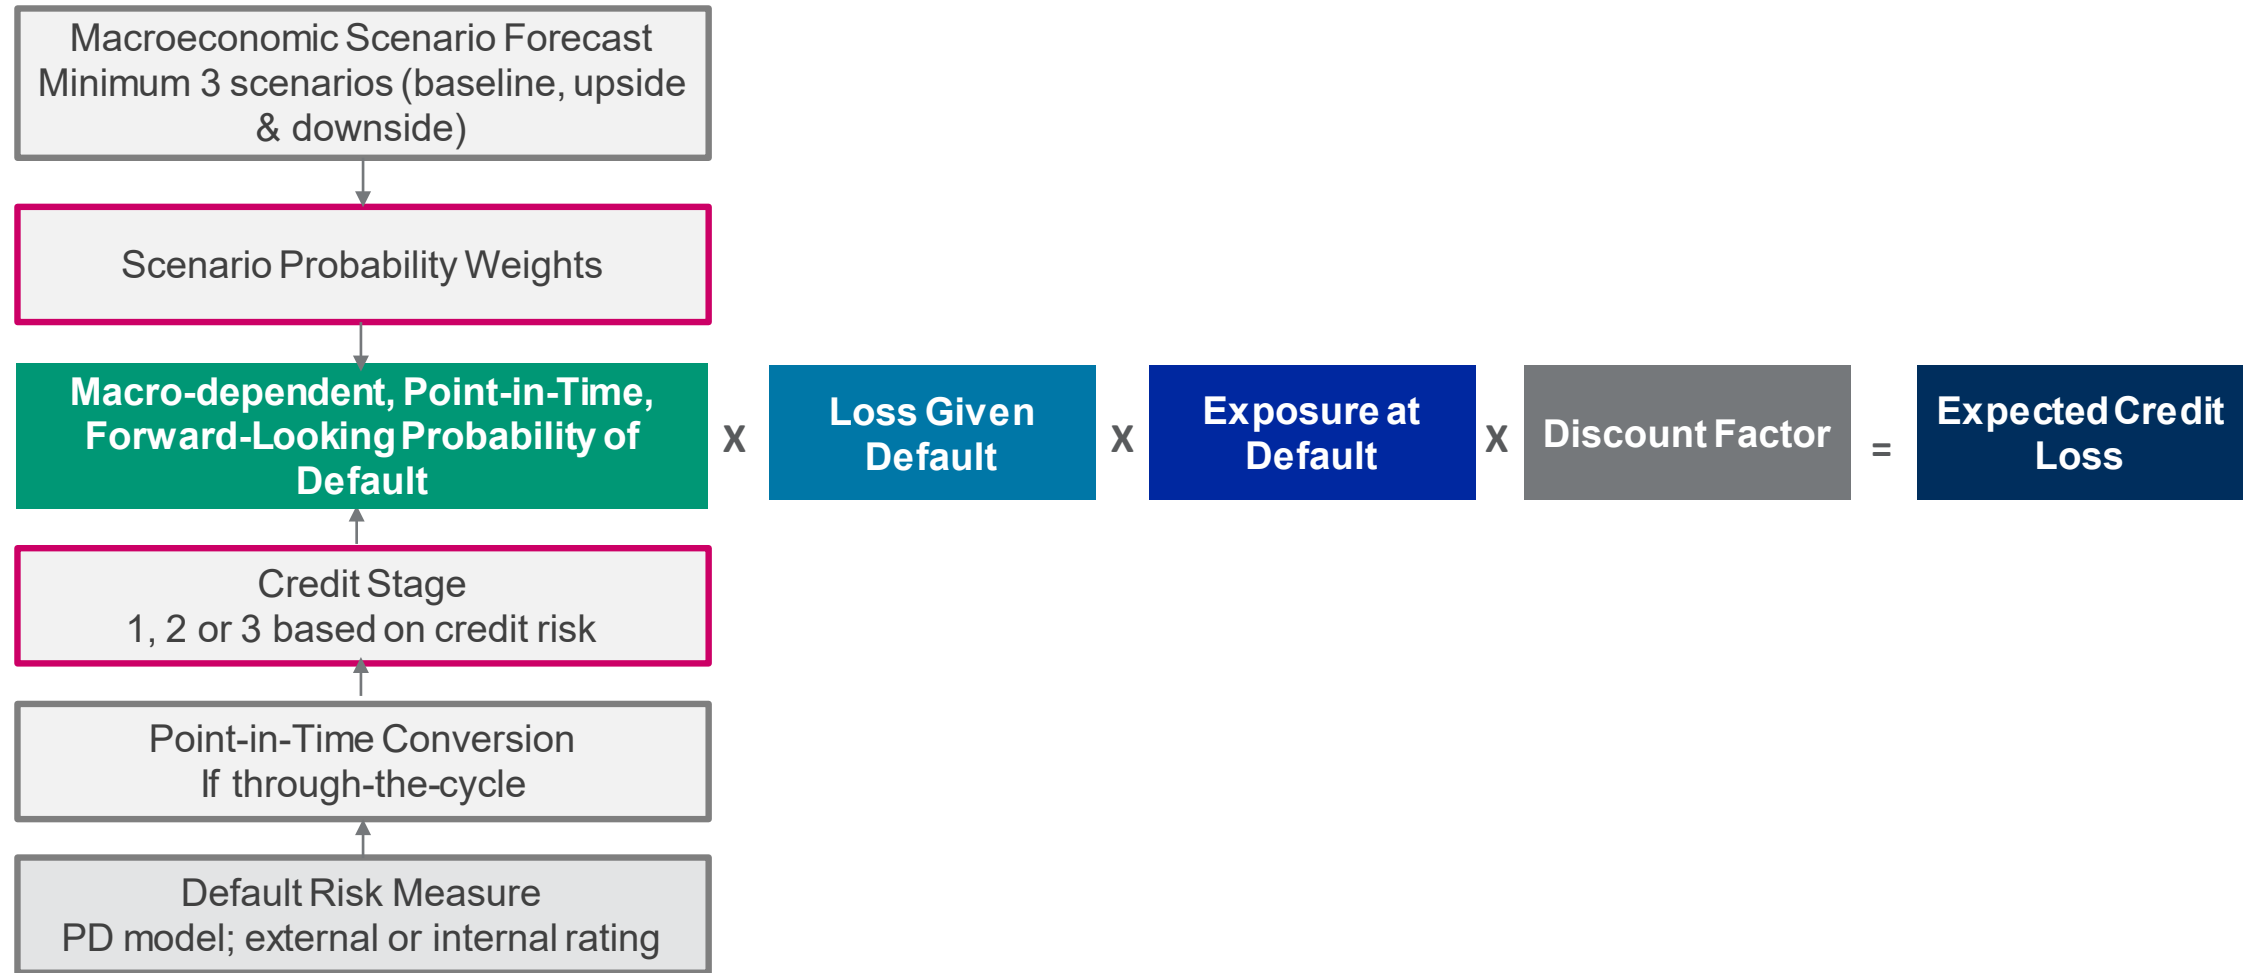 Macroeconomic Scenario Forecast
Minimum 3 scenarios (baseline, upside
& downside)
Scenario Probability Weights
Macro-dependent, Point-in-Time,
Forward-Looking Probability of
Default
X
Loss Given
Default
X
Exposure at
Default
X
Discount Factor
=
Expected Credit
Loss
Credit Stage
1, 2 or 3 based on credit risk
Point-in-Time Conversion
If through-the-cycle
Default Risk Measure
PD model; external or internal rating